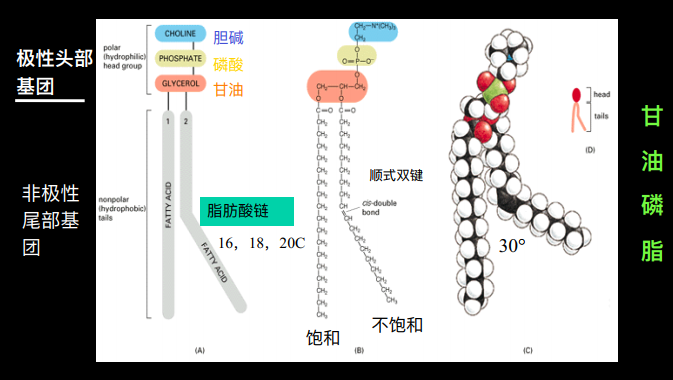 极性头部
基团
非极性
尾部基
团
polar
(hydrophilic)
head group
nonpolar
(hydrophobic)
tails
CHOLINE
胆碱
PHOSPHATE
磷酸
GLYCEROL
甘油
1
2
FATTY ACID
FATTY ACID
脂肪酸链
16，18，20C
(A)
顺式双键
cis-double
bond
饱和
不饱和
(B)
30°
(C)
head
tails
(D)
甘
油
磷
脂